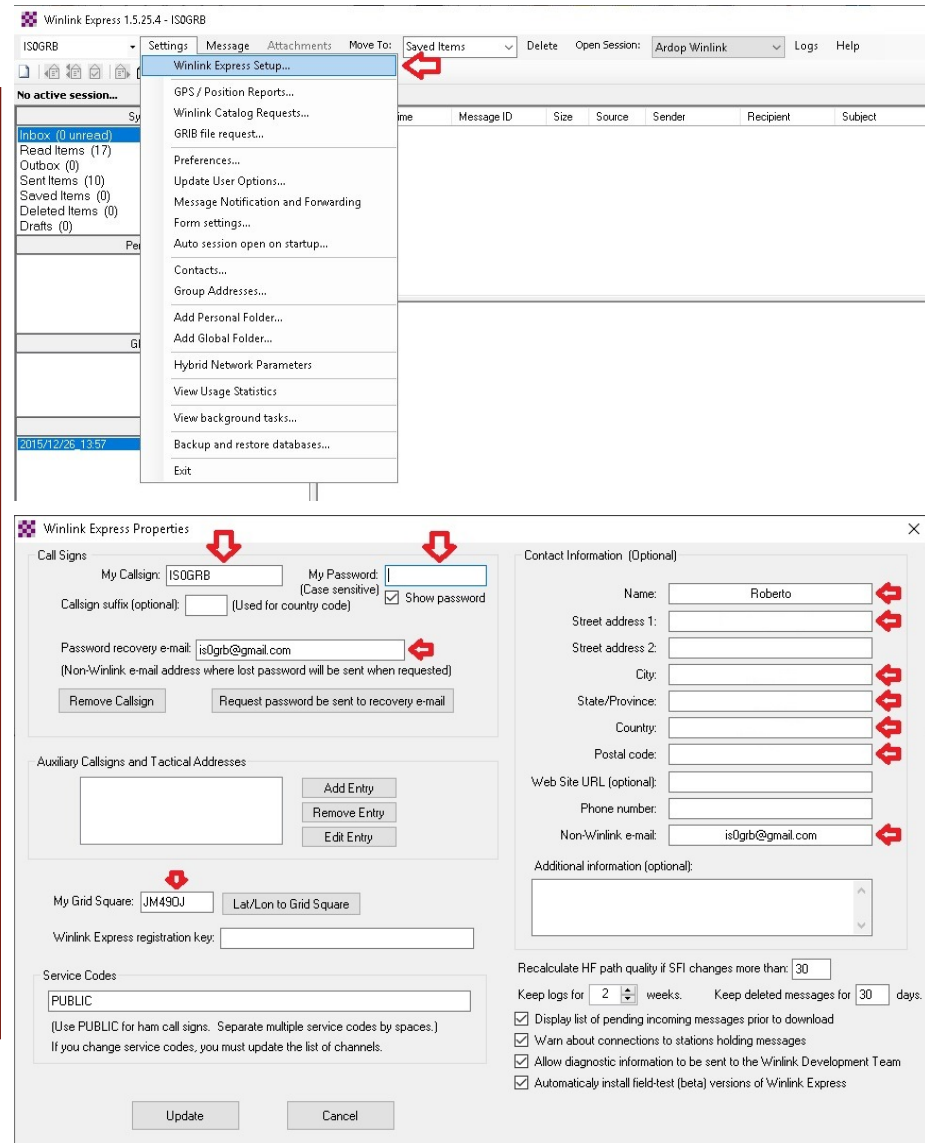 Winlink Express 1.5.25.4 - IS0GRB
IS0GRB Settings Message Attachments Move To: Saved Items Delete Open Session: Ardop Winlink Logs Help
Winlink Express Setup...
No active session...
GPS / Position Reports...
Winlink Catalog Requests...
GRIB file request...
Preferences...
Update User Options...
Message Notification and Forwarding
Form settings...
Auto session open on startup...
Contacts...
Group Addresses...
Add Personal Folder...
Add Global Folder...
Hybrid Network Parameters
View Usage Statistics
View background tasks...
Backup and restore databases...
Exit
Sy
ime Message ID Size Source Sender Recipient Subject
Inbox (0 unread)
Read Items (17)
Outbox (0)
Sent Items (10)
Saved Items (0)
Deleted Items (0)
Drafts (0)
Per
Gl
2015/12/26_13:57
Winlink Express Properties
Call Signs
My Callsign: IS0GRB My Password:
(Case sensitive)
Callsign suffix (optional): (Used for country code) Show password
Password recovery e-mail: is0grb@gmail.com
(Non-Winlink e-mail address where lost password will be sent when requested)
Remove Callsign Request password be sent to recovery e-mail
Auxiliary Callsigns and Tactical Addresses
Add Entry
Remove Entry
Edit Entry
My Grid Square: JM49DJ Lat/Lon to Grid Square
Winlink Express registration key:
Service Codes
PUBLIC
(Use PUBLIC for ham call signs. Separate multiple service codes by spaces.)
If you change service codes, you must update the list of channels.
Update Cancel
Contact Information (Optional)
Name: Roberto
Street address 1:
Street address 2:
City:
State/Province:
Country:
Postal code:
Web Site URL (optional):
Phone number:
Non-Winlink e-mail: is0grb@gmail.com
Additional information (optional):
Recalculate HF path quality if SFI changes more than: 30
Keep logs for 2 weeks. Keep deleted messages for 30 days.
Display list of pending incoming messages prior to download
Warn about connections to stations holding messages
Allow diagnostic information to be sent to the Winlink Development Team
Automaticaly install field-test (beta) versions of Winlink Express